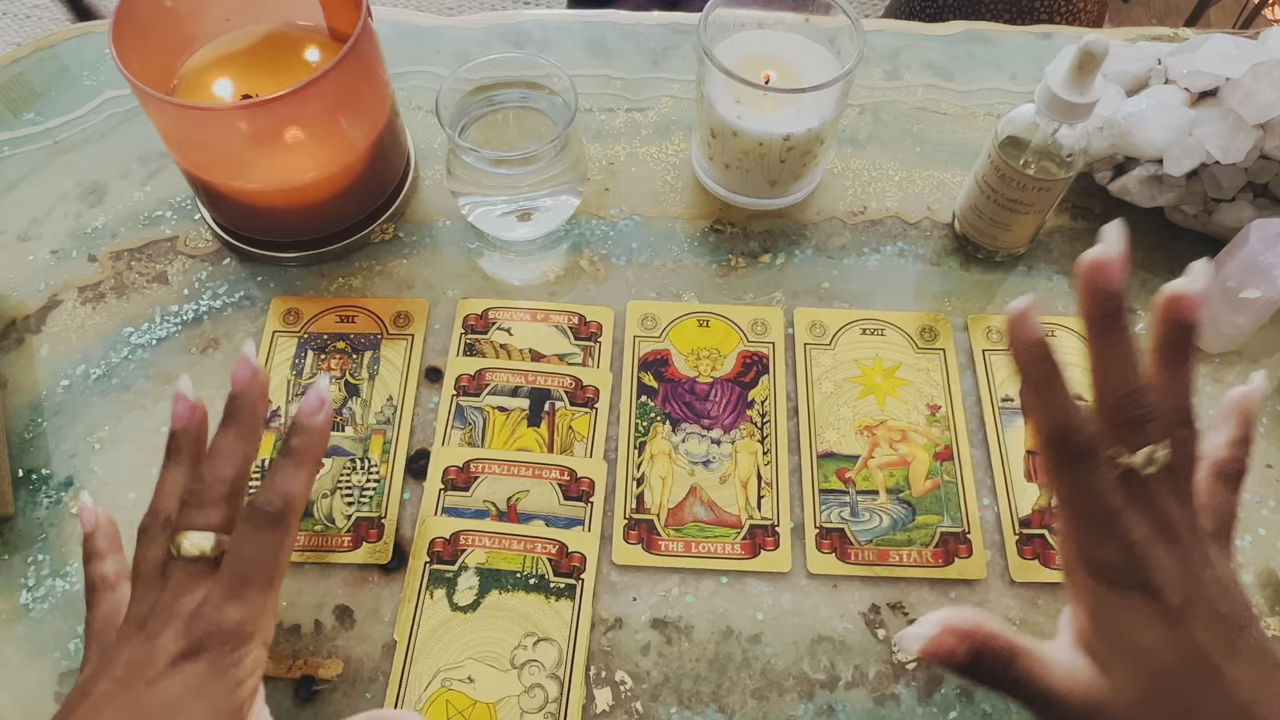 VII
CHARIOT.
KING of WANDS
QUEEN of WANDS
TWO of PENTACLES
ACE of PENTACLES
VI
THE LOVERS.
XVII
THE STAR.